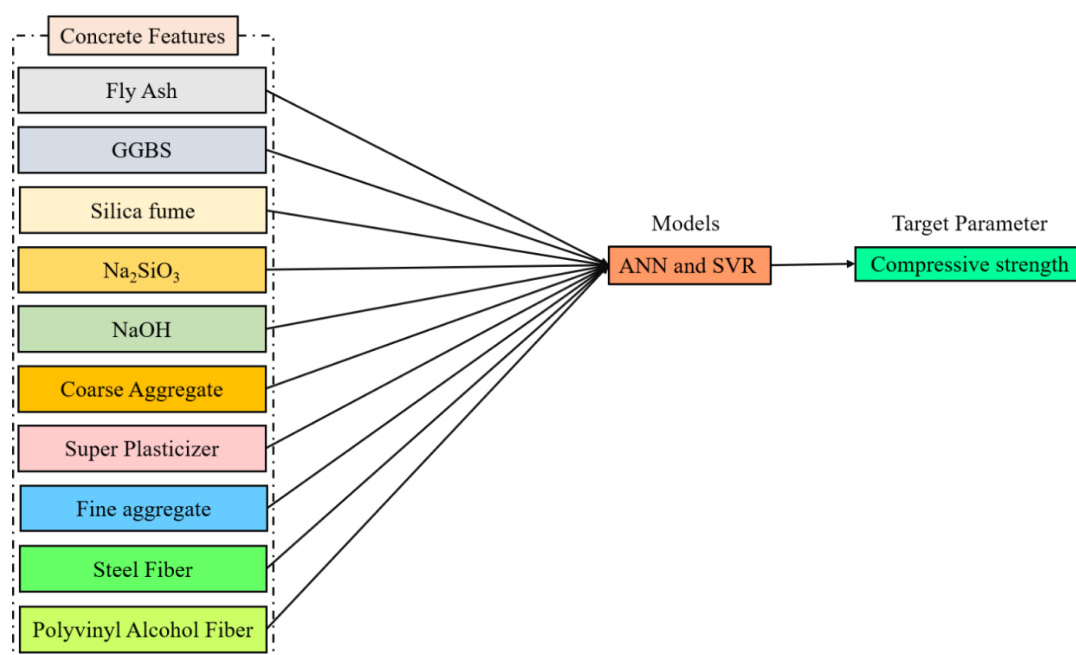 Concrete Features
Fly Ash
GGBS
Silica fume
Na₂SiO₃
NaOH
Coarse Aggregate
Super Plasticizer
Fine aggregate
Steel Fiber
Polyvinyl Alcohol Fiber
Models
ANN and SVR
Target Parameter
Compressive strength